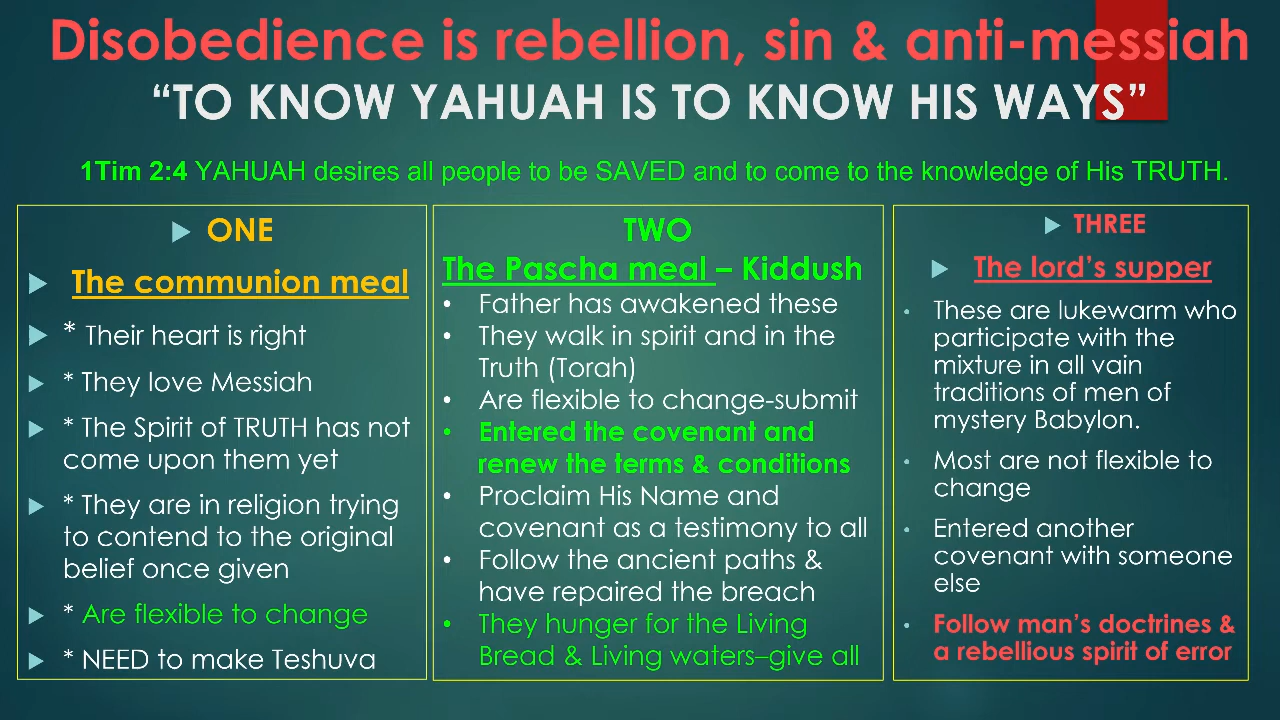 Disobedience is rebellion, sin & anti-messiah
“TO KNOW YAHUAH IS TO KNOW HIS WAYS”
1Tim 2:4 YAHUAH desires all people to be SAVED and to come to the knowledge of His TRUTH.
ONE
The communion meal
* Their heart is right
* They love Messiah
* The Spirit of TRUTH has not
come upon them yet
* They are in religion trying
to contend to the original
belief once given
* Are flexible to change
* NEED to make Teshuva
TWO
The Pascha meal – Kiddush
• Father has awakened these
• They walk in spirit and in the
Truth (Torah)
• Are flexible to change-submit
• Entered the covenant and
renew the terms & conditions
• Proclaim His Name and
covenant as a testimony to all
• Follow the ancient paths &
have repaired the breach
• They hunger for the Living
Bread & Living waters–give all
THREE
The lord’s supper
• These are lukewarm who
participate with the
mixture in all vain
traditions of men of
mystery Babylon.
• Most are not flexible to
change
• Entered another
covenant with someone
else
• Follow man’s doctrines &
a rebellious spirit of error